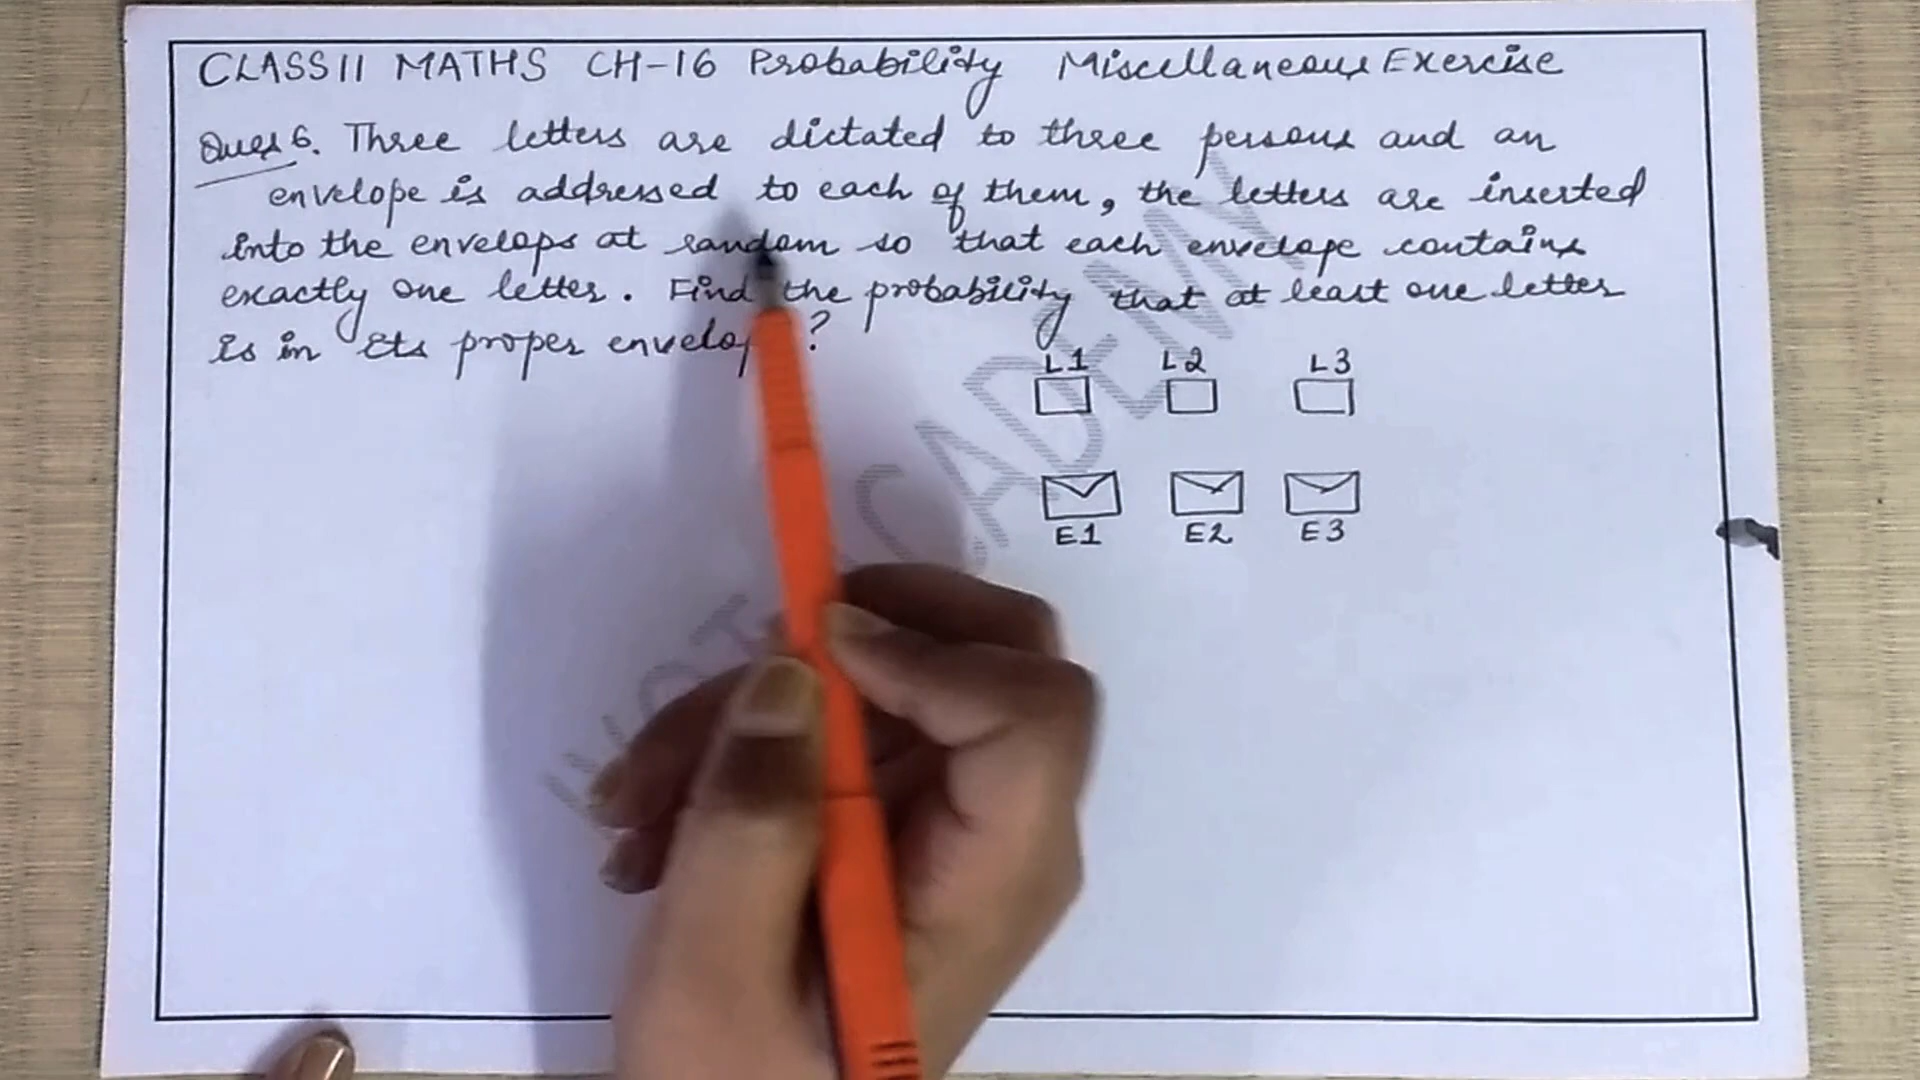 CLASS 11 MATHS CH-16 Probability Miscellaneous Exercise
Ques 6. Three letters are dictated to three persons and an
envelope is addressed to each of them, the letters are inserted
into the envelops at random so that each envelope contains
exactly one letter. Find the probability that at least one letter
is in its proper envelop ?
L1 L2 L3
E1 E2 E3
ACADEMY